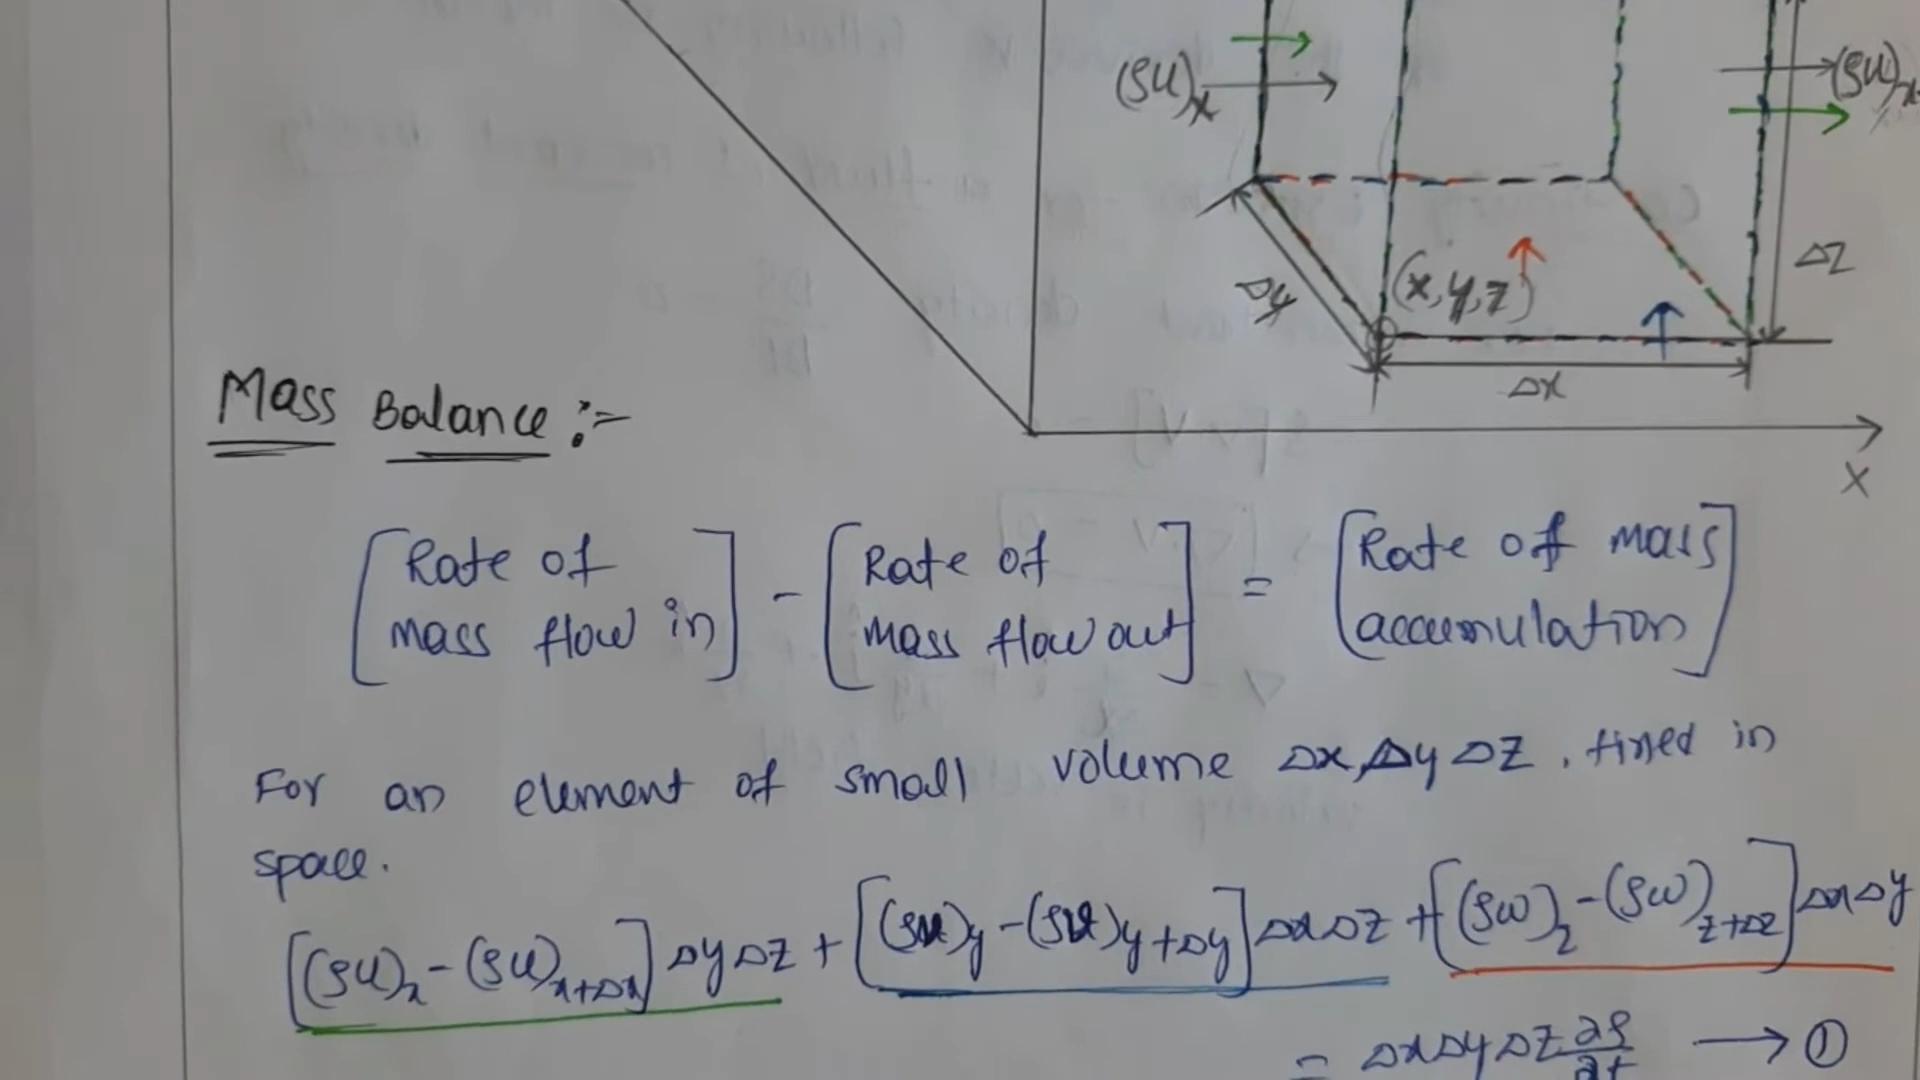 (ρu)x
(ρu)x
Δz
(x,y,z)
Δy
Δx
X
Mass Balance :-
[Rate of mass flow in] - [Rate of mass flow out] = [Rate of mass accumulation]
For an element of small volume Δx,Δy Δz, fixed in
space.
[(ρu)x - (ρu)x+Δx] ΔyΔz + [(ρv)y - (ρv)y+Δy] ΔxΔz + [(ρw)z - (ρw)z+Δz] ΔxΔy
= ΔxΔyΔz ∂ρ/∂t → ①